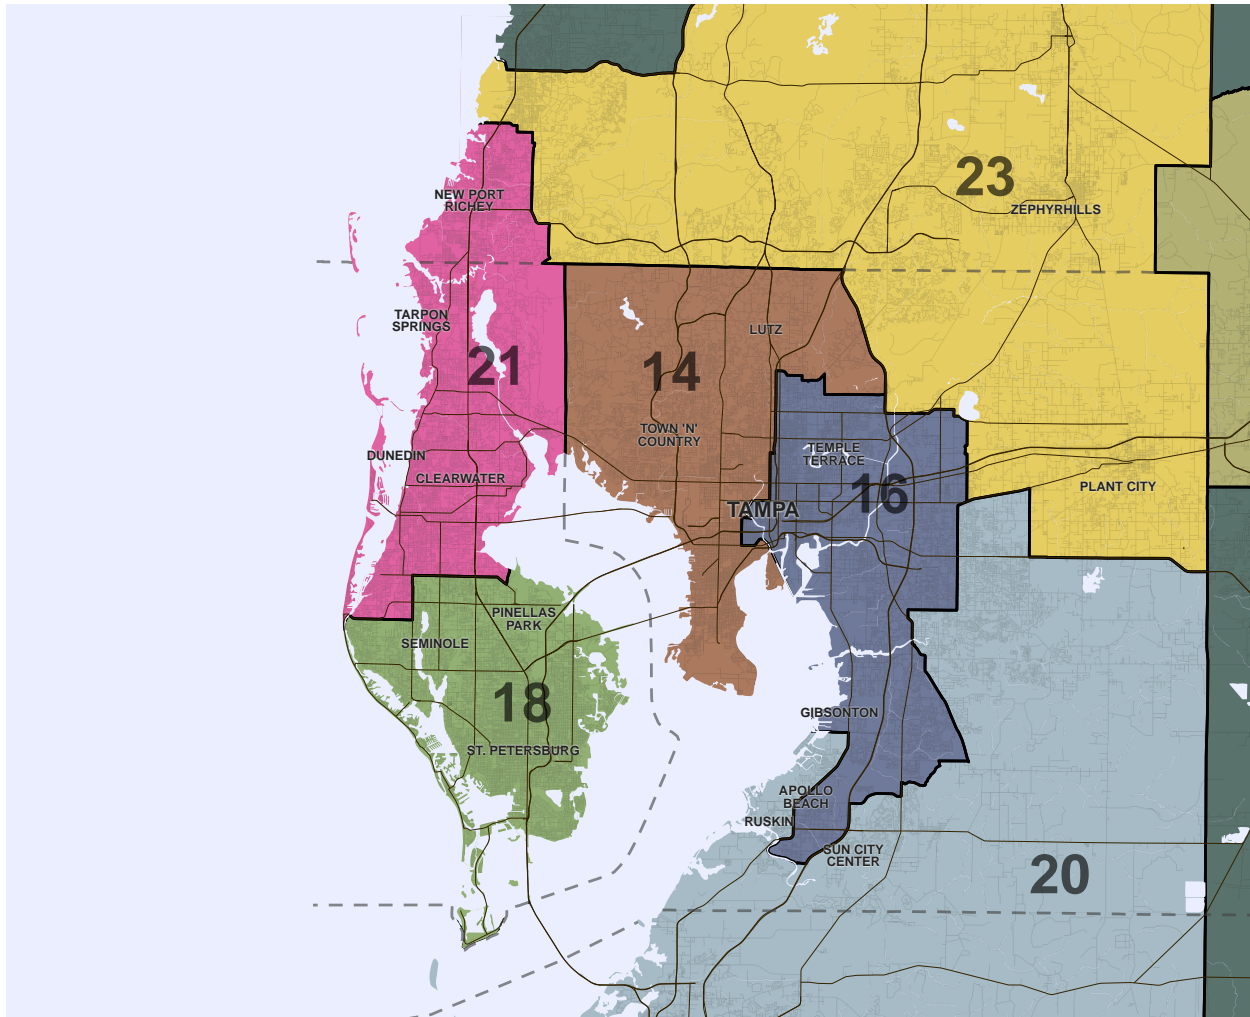 23
ZEPHYRHILLS
NEW PORT
RICHEY
TARPON
SPRINGS
21
14
LUTZ
TOWN 'N'
COUNTRY
DUNEDIN
CLEARWATER
TEMPLE
TERRACE
16
PLANT CITY
TAMPA
PINELLAS
PARK
SEMINOLE
18
ST. PETERSBURG
GIBSONTON
APOLLO
BEACH
RUSKIN
SUN CITY
CENTER
20